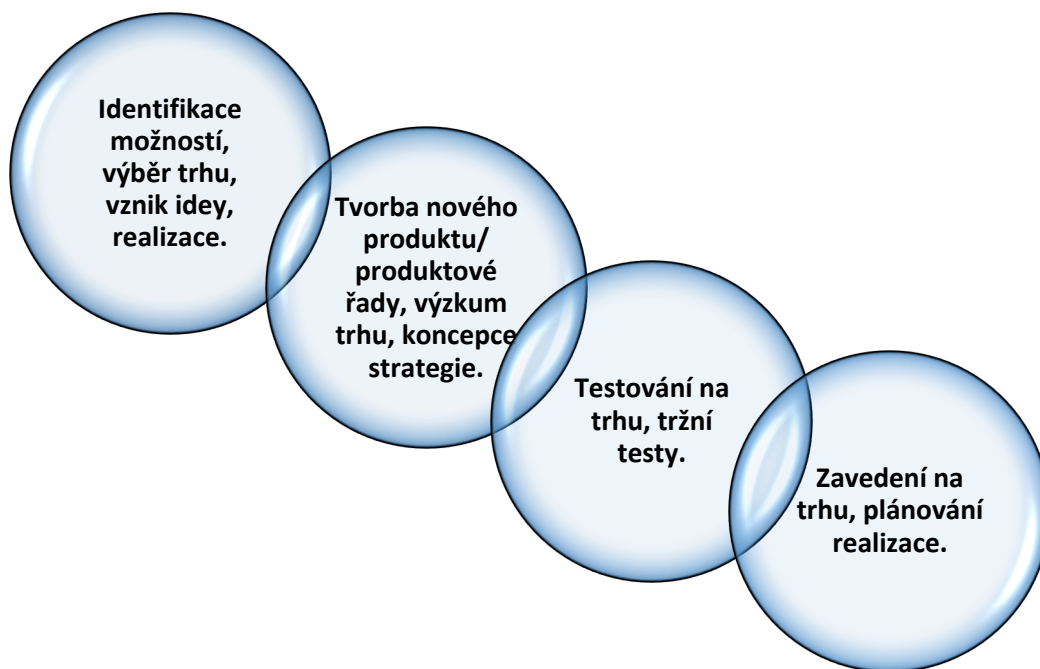 Identifikace
možností,
výběr trhu,
vznik idey,
realizace.
Tvorba nového
produktu/
produktové
řady, výzkum
trhu, koncepce
strategie.
Testování na
trhu, tržní
testy.
Zavedení na
trhu, plánování
realizace.